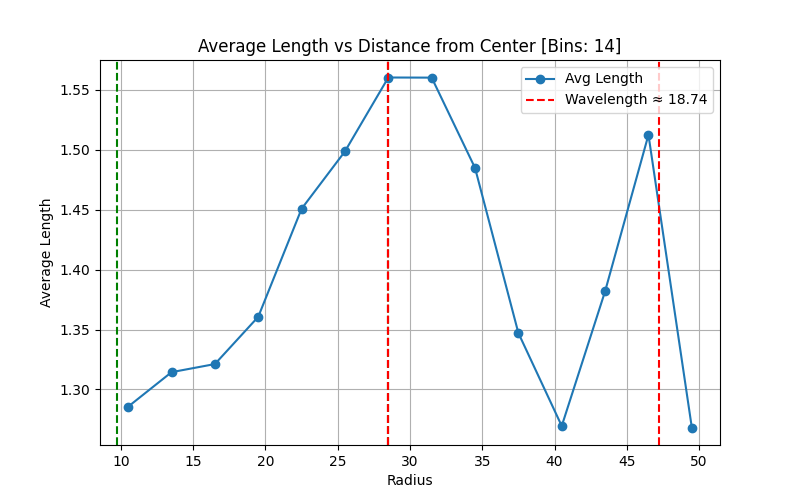 Average Length vs Distance from Center [Bins: 14]
Avg Length
Wavelength ≈ 18.74
1.55
1.50
1.45
1.40
1.35
1.30
Average Length
10 15 20 25 30 35 40 45 50
Radius